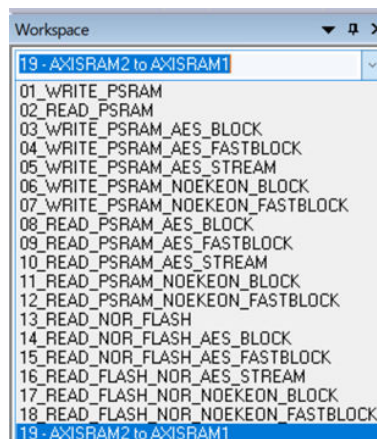 Workspace
19 - AXISRAM2 to AXISRAM1
01_WRITE_PSRAM
02_READ_PSRAM
03_WRITE_PSRAM_AES_BLOCK
04_WRITE_PSRAM_AES_FASTBLOCK
05_WRITE_PSRAM_AES_STREAM
06_WRITE_PSRAM_NOEKEON_BLOCK
07_WRITE_PSRAM_NOEKEON_FASTBLOCK
08_READ_PSRAM_AES_BLOCK
09_READ_PSRAM_AES_FASTBLOCK
10_READ_PSRAM_AES_STREAM
11_READ_PSRAM_NOEKEON_BLOCK
12_READ_PSRAM_NOEKEON_FASTBLOCK
13_READ_NOR_FLASH
14_READ_NOR_FLASH_AES_BLOCK
15_READ_NOR_FLASH_AES_FASTBLOCK
16_READ_FLASH_NOR_AES_STREAM
17_READ_FLASH_NOR_NOEKEON_BLOCK
18_READ_FLASH_NOR_NOEKEON_FASTBLOCK
19 - AXISRAM2 to AXISRAM1